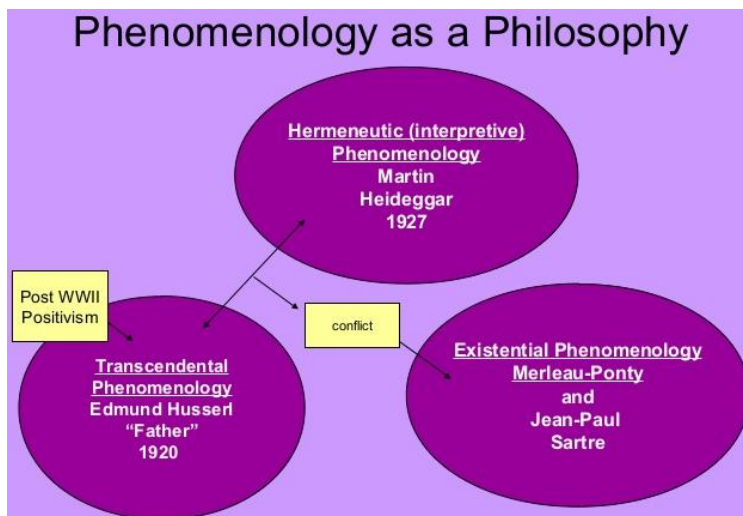 Phenomenology as a Philosophy
Hermeneutic (interpretive)
Phenomenology
Martin
Heideggar
1927
Post WWII
Positivism
conflict
Transcendental
Phenomenology
Edmund Husserl
“Father”
1920
Existential Phenomenology
Merleau-Ponty
and
Jean-Paul
Sartre